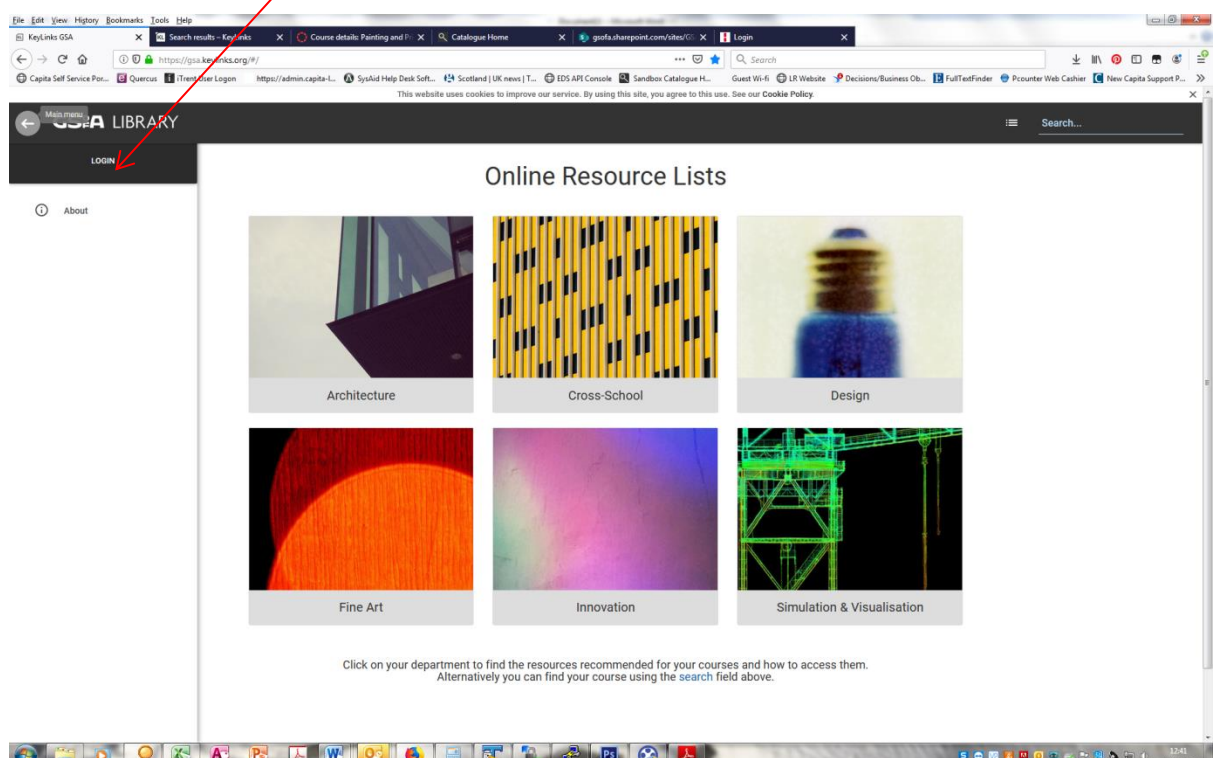 File Edit View History Bookmarks Tools Help
KeyLinks GSA
Search results – KeyLinks
Course details: Painting and Pri
Catalogue Home
gsofa.sharepoint.com/sites/GS
Login
https://gsa.keylinks.org/#/
Search
Capita Self Service Por... Quercus iTrent User Logon https://admin.capita-l... SysAid Help Desk Soft... Scotland | UK news | T... EDS API Console Sandbox Catalogue H... Guest Wi-fi LR Website Decisions/Business Ob... FullTextFinder Pcounter Web Cashier New Capita Support P...
This website uses cookies to improve our service. By using this site, you agree to this use. See our Cookie Policy.
Main menu
LIBRARY
Search...
LOGIN
About
Online Resource Lists
Architecture
Cross-School
Design
Fine Art
Innovation
Simulation & Visualisation
Click on your department to find the resources recommended for your courses and how to access them.
Alternatively you can find your course using the search field above.
12:41